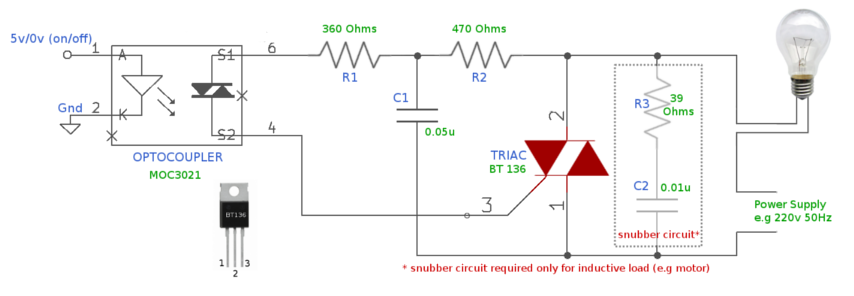 5v/0v (on/off)
1
A
S1
6
360 Ohms
R1
470 Ohms
R2
Gnd
2
K
S2
4
C1
0.05u
OPTOCOUPLER
MOC3021
TRIAC
BT 136
2
1
3
R3
39
Ohms
C2
0.01u
snubber circuit*
Power Supply
e.g 220v 50Hz
BT136
1
2
3
* snubber circuit required only for inductive load (e.g motor)